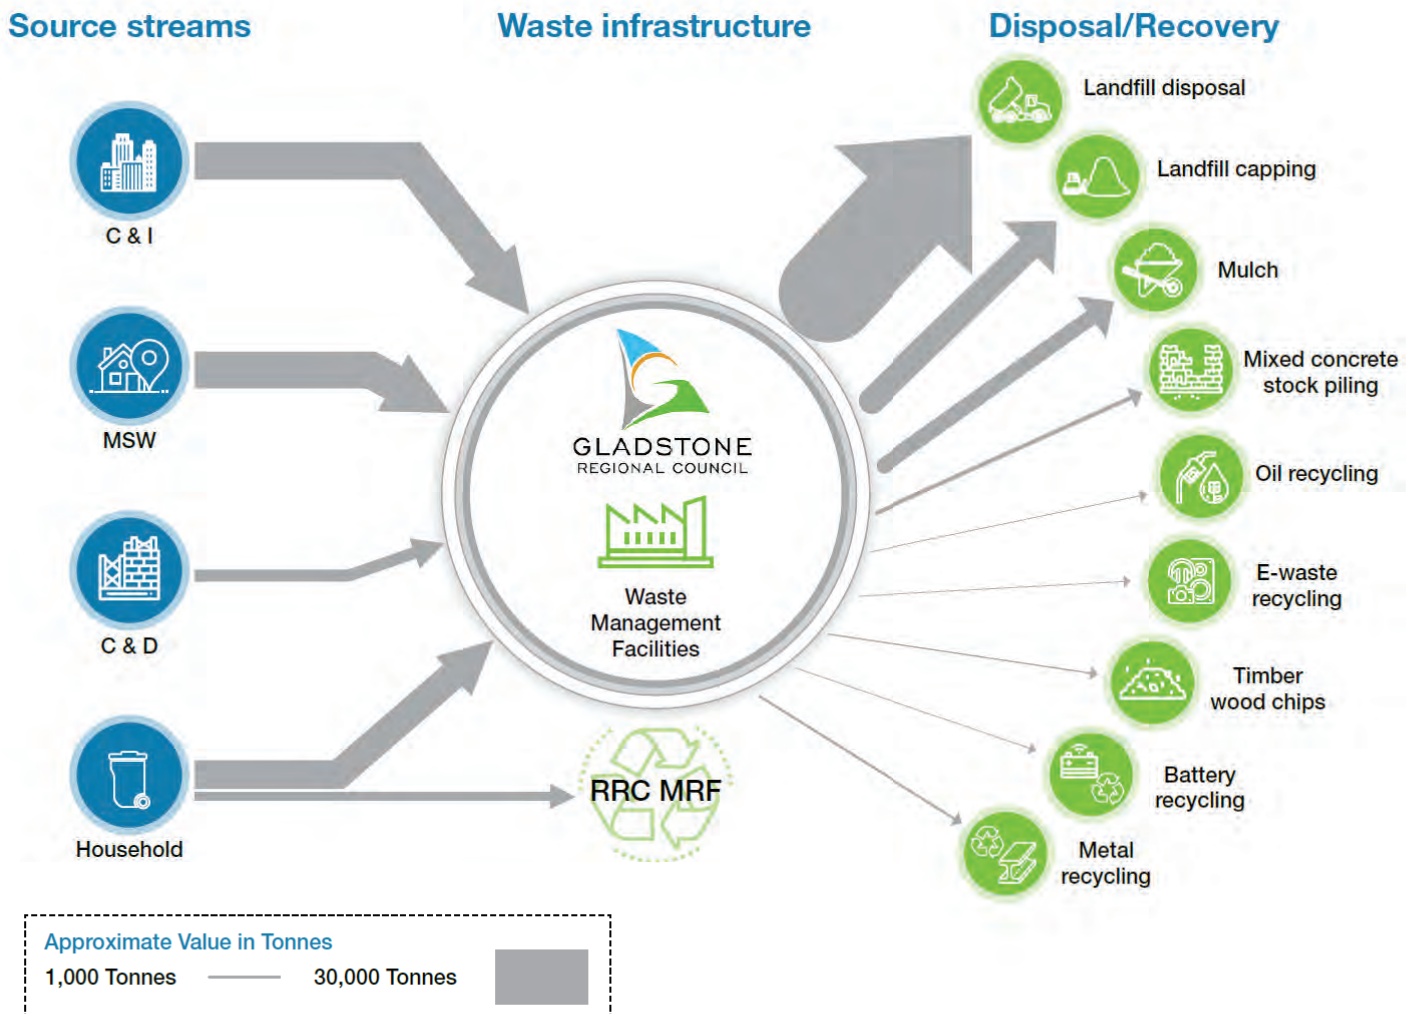 Source streams
Waste infrastructure
Disposal/Recovery
C & I
MSW
C & D
Household
GLADSTONE
REGIONAL COUNCIL
Waste
Management
Facilities
RRC MRF
Landfill disposal
Landfill capping
Mulch
Mixed concrete
stock piling
Oil recycling
E-waste
recycling
Timber
wood chips
Battery
recycling
Metal
recycling
Approximate Value in Tonnes
1,000 Tonnes
30,000 Tonnes